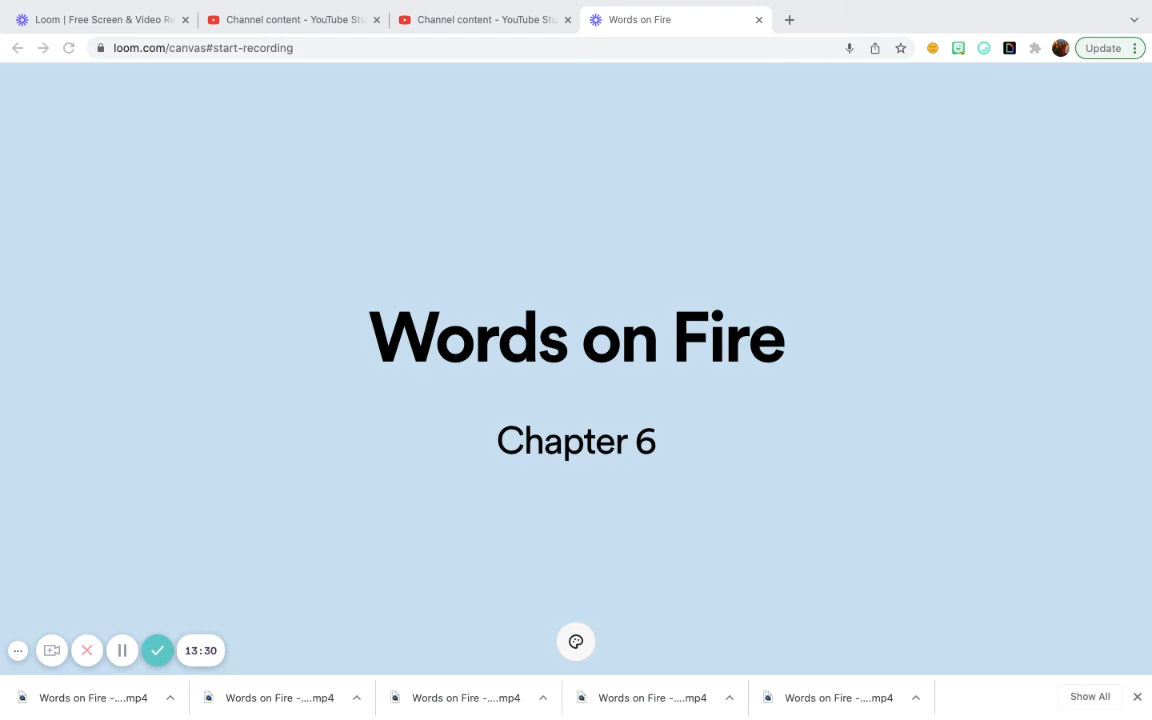 Loom | Free Screen & Video Re
Channel content - YouTube Stu
Channel content - YouTube Stu
Words on Fire
loom.com/canvas#start-recording
Update
Words on Fire
Chapter 6
13:30
Words on Fire -....mp4
Words on Fire -....mp4
Words on Fire -....mp4
Words on Fire -....mp4
Words on Fire -....mp4
Show All